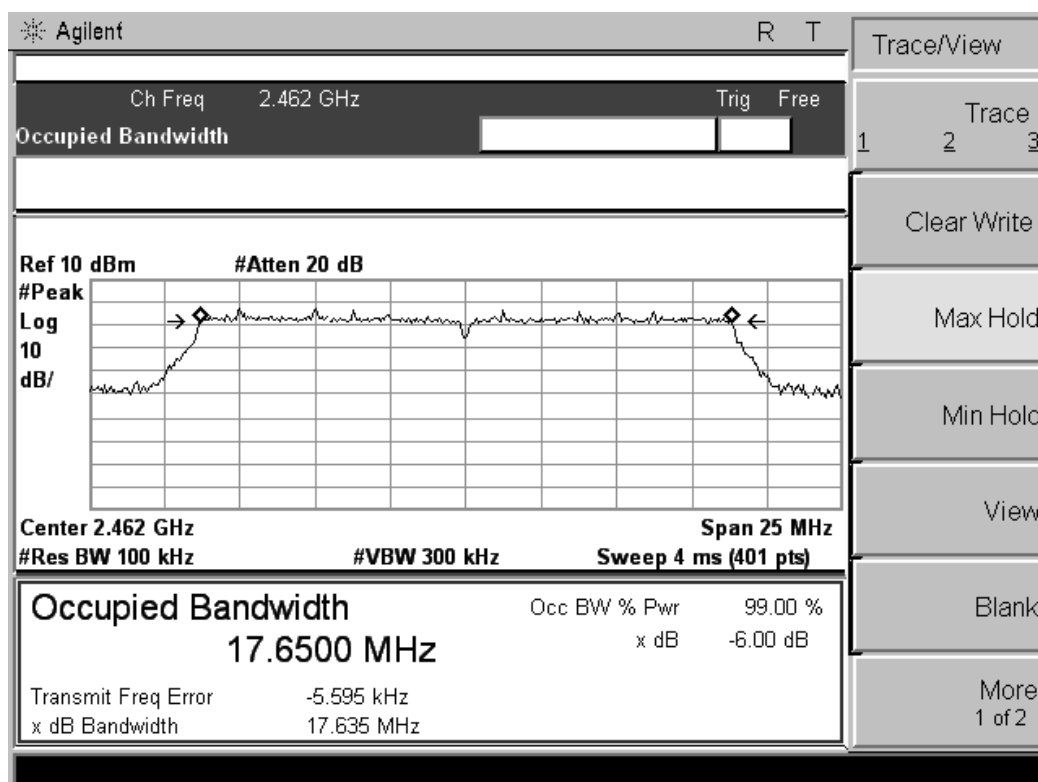 Agilent R T
Trace/View
Ch Freq 2.462 GHz Trig Free
Occupied Bandwidth
Trace
1 2 3
Clear Write
Ref 10 dBm #Atten 20 dB
#Peak
Log
10
dB/
Max Hold
Min Hold
View
Center 2.462 GHz Span 25 MHz
#Res BW 100 kHz #VBW 300 kHz Sweep 4 ms (401 pts)
Occupied Bandwidth
17.6500 MHz
Occ BW % Pwr 99.00 %
x dB -6.00 dB
Transmit Freq Error -5.595 kHz
x dB Bandwidth 17.635 MHz
Blank
More
1 of 2